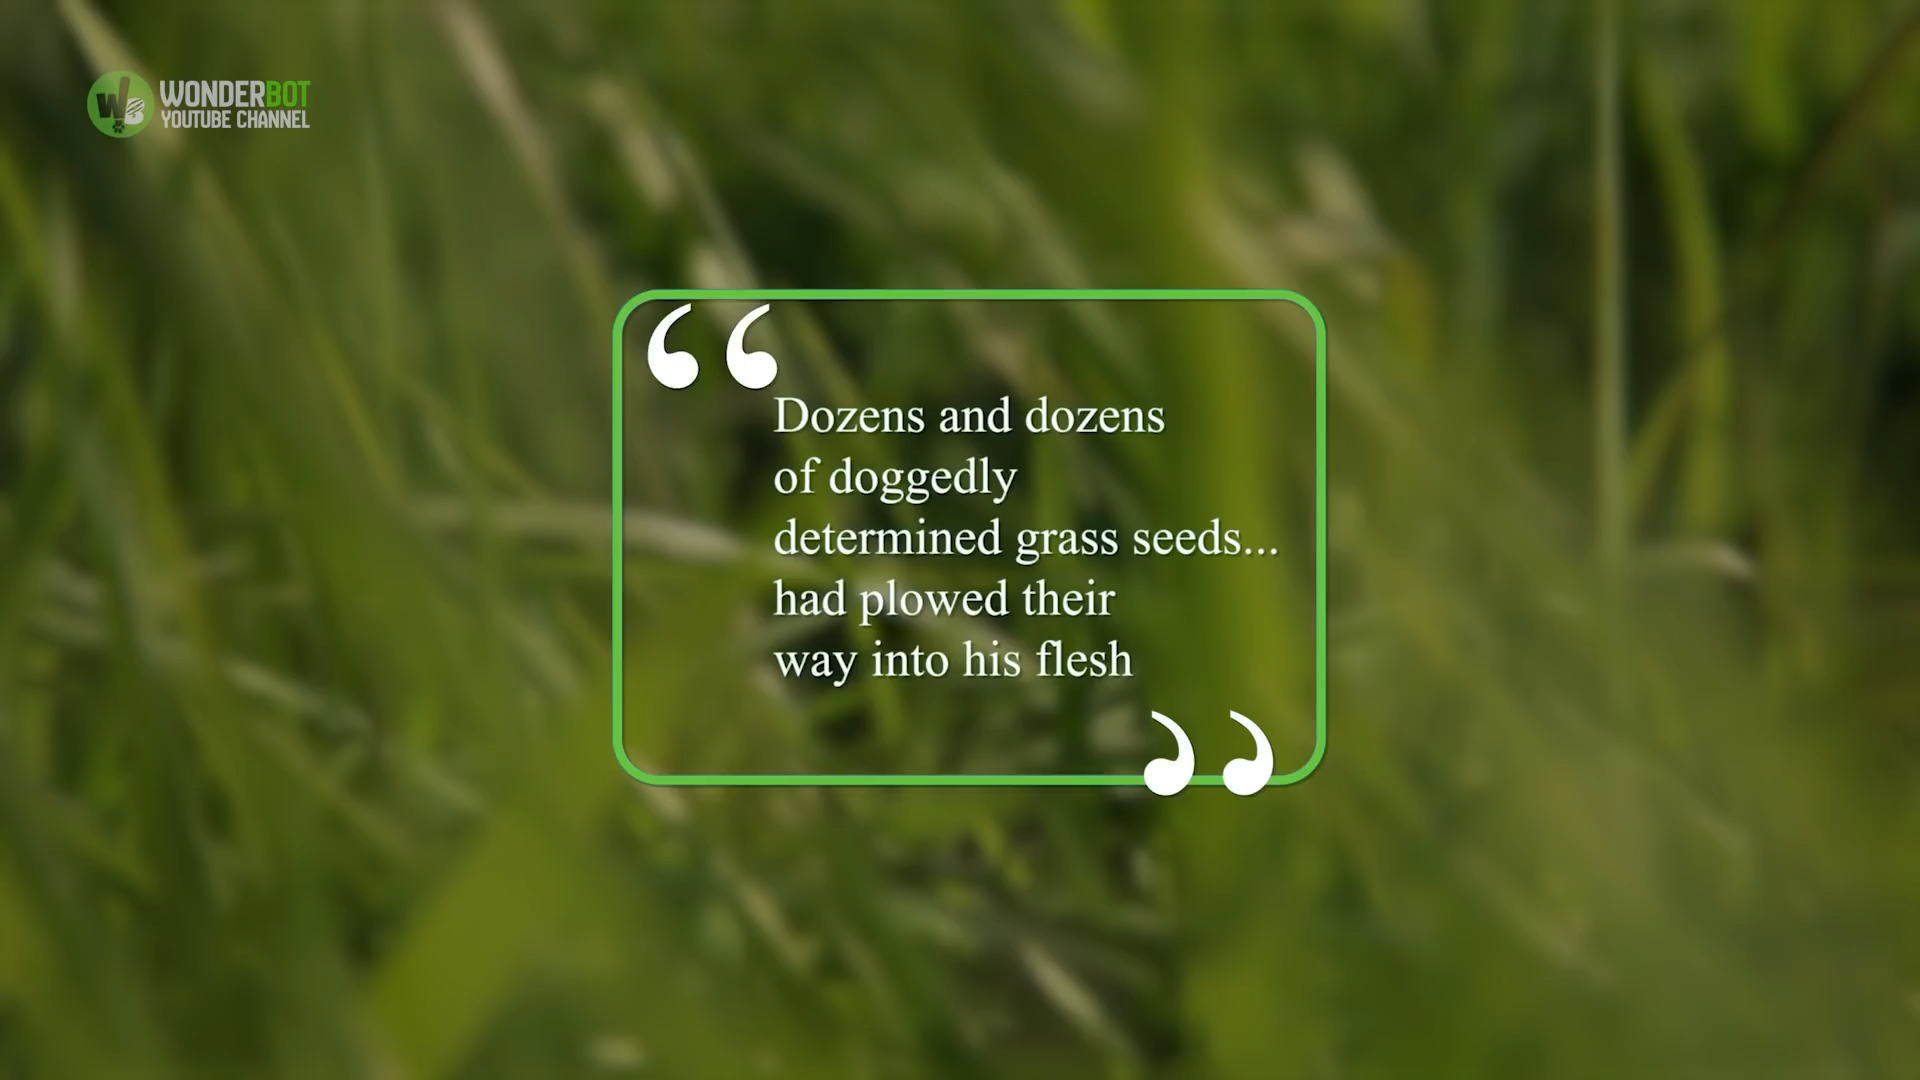 WONDERBOT
YOUTUBE CHANNEL
“
Dozens and dozens
of doggedly
determined grass seeds...
had plowed their
way into his flesh
”